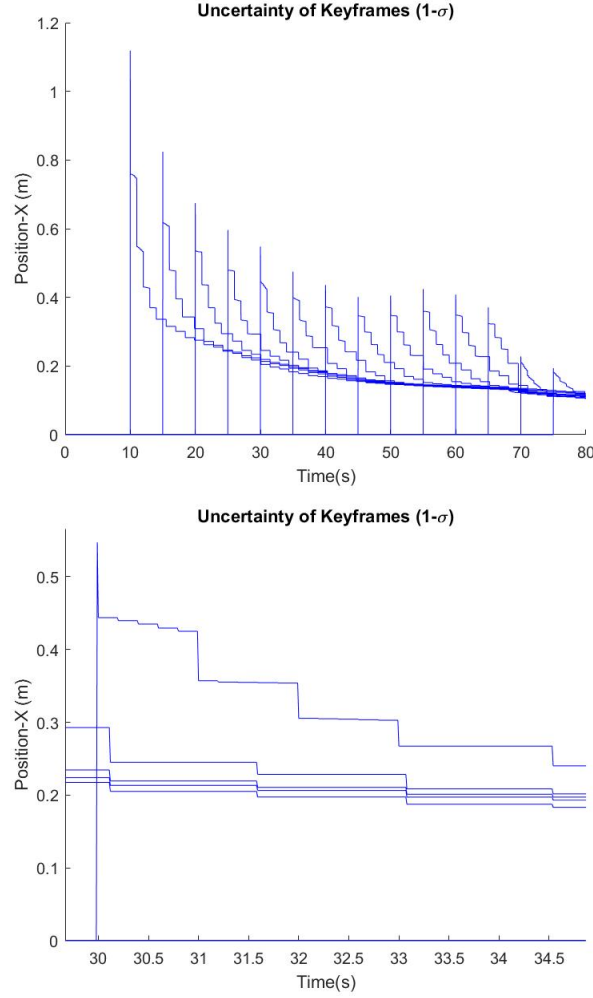 Uncertainty of Keyframes (1-σ)
1.2
1
0.8
0.6
0.4
0.2
0
Position-X (m)
0 10 20 30 40 50 60 70 80
Time(s)
Uncertainty of Keyframes (1-σ)
0.5
0.4
0.3
0.2
0.1
0
Position-X (m)
30 30.5 31 31.5 32 32.5 33 33.5 34 34.5
Time(s)